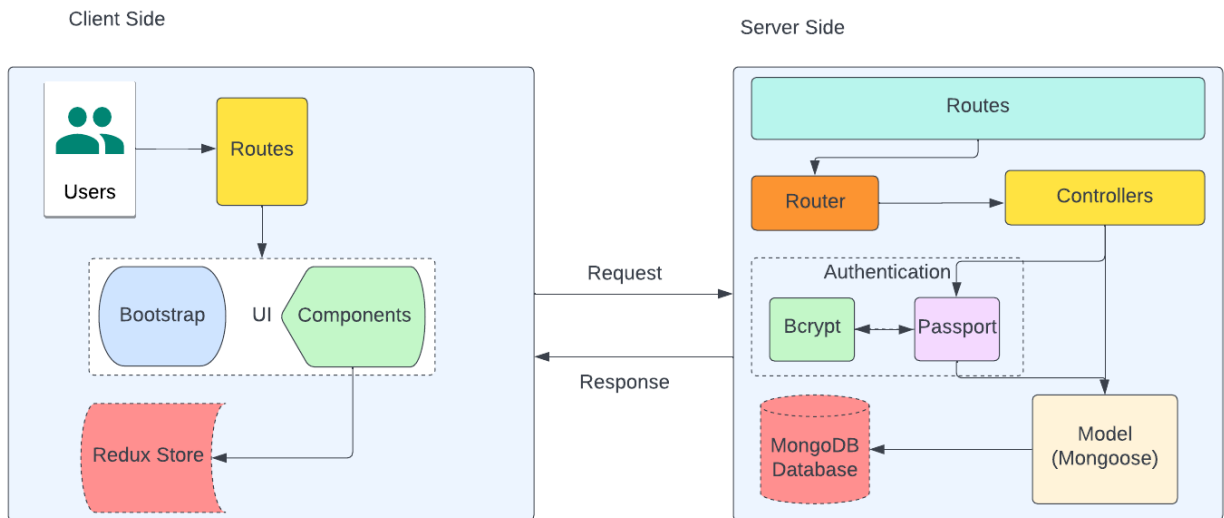 Client Side
Users
Routes
Bootstrap
UI
Components
Redux Store
Request
Response
Server Side
Routes
Router
Controllers
Authentication
Bcrypt
Passport
MongoDB
Database
Model
(Mongoose)